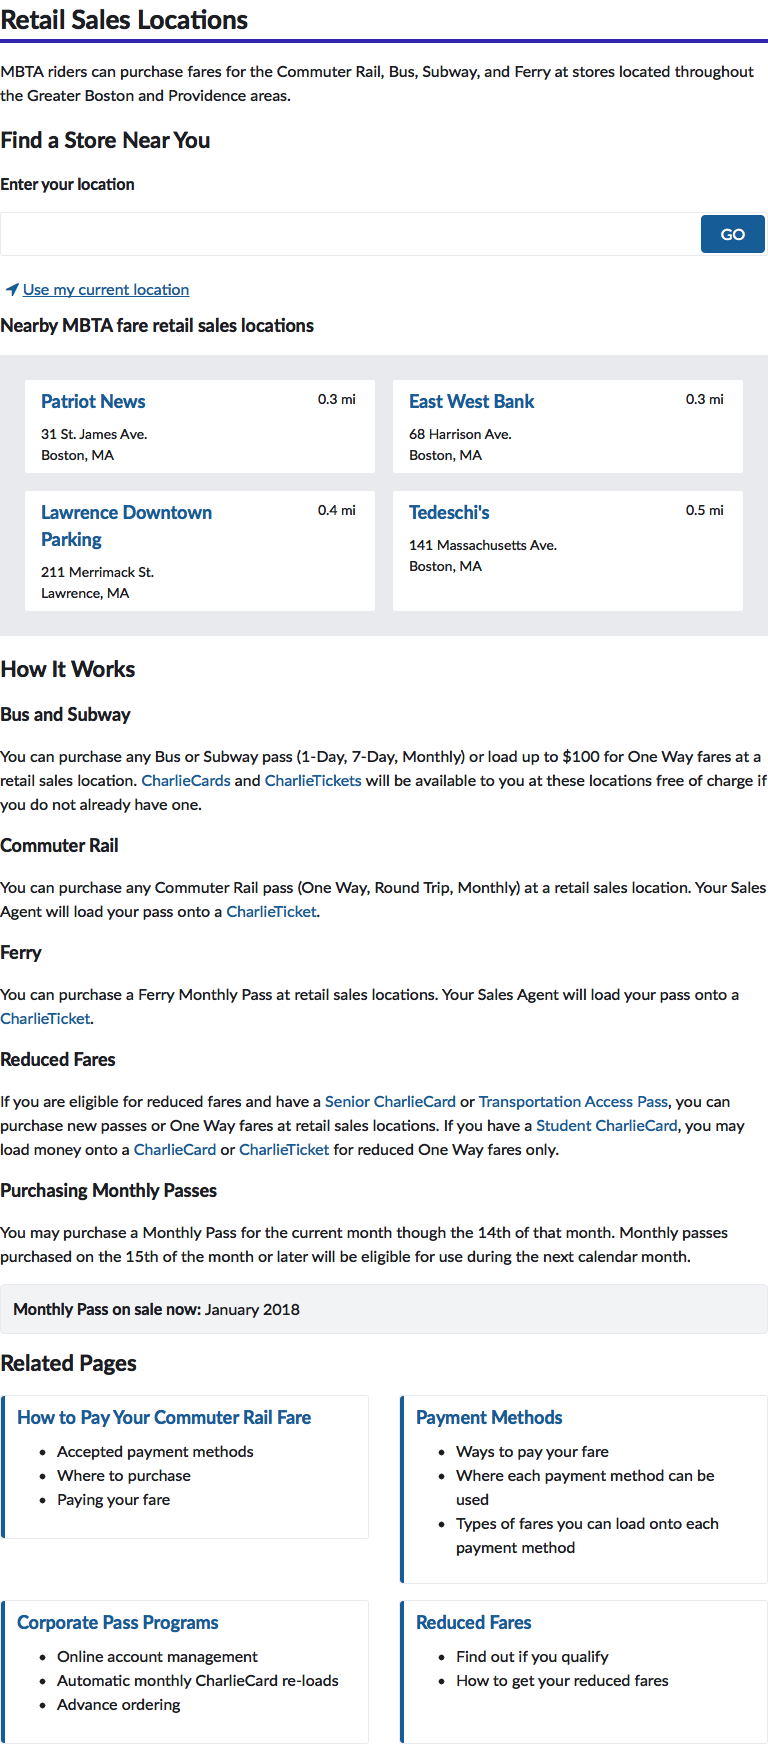 Retail Sales Locations
MBTA riders can purchase fares for the Commuter Rail, Bus, Subway, and Ferry at stores located throughout
the Greater Boston and Providence areas.
Find a Store Near You
Enter your location
GO
Use my current location
Nearby MBTA fare retail sales locations
Patriot News 0.3 mi
31 St. James Ave.
Boston, MA
East West Bank 0.3 mi
68 Harrison Ave.
Boston, MA
Lawrence Downtown 0.4 mi
Parking
211 Merrimack St.
Lawrence, MA
Tedeschi's 0.5 mi
141 Massachusetts Ave.
Boston, MA
How It Works
Bus and Subway
You can purchase any Bus or Subway pass (1-Day, 7-Day, Monthly) or load up to $100 for One Way fares at a
retail sales location. CharlieCards and CharlieTickets will be available to you at these locations free of charge if
you do not already have one.
Commuter Rail
You can purchase any Commuter Rail pass (One Way, Round Trip, Monthly) at a retail sales location. Your Sales
Agent will load your pass onto a CharlieTicket.
Ferry
You can purchase a Ferry Monthly Pass at retail sales locations. Your Sales Agent will load your pass onto a
CharlieTicket.
Reduced Fares
If you are eligible for reduced fares and have a Senior CharlieCard or Transportation Access Pass, you can
purchase new passes or One Way fares at retail sales locations. If you have a Student CharlieCard, you may
load money onto a CharlieCard or CharlieTicket for reduced One Way fares only.
Purchasing Monthly Passes
You may purchase a Monthly Pass for the current month though the 14th of that month. Monthly passes
purchased on the 15th of the month or later will be eligible for use during the next calendar month.
Monthly Pass on sale now: January 2018
Related Pages
How to Pay Your Commuter Rail Fare
• Accepted payment methods
• Where to purchase
• Paying your fare
Payment Methods
• Ways to pay your fare
• Where each payment method can be
used
• Types of fares you can load onto each
payment method
Corporate Pass Programs
• Online account management
• Automatic monthly CharlieCard re-loads
• Advance ordering
Reduced Fares
• Find out if you qualify
• How to get your reduced fares